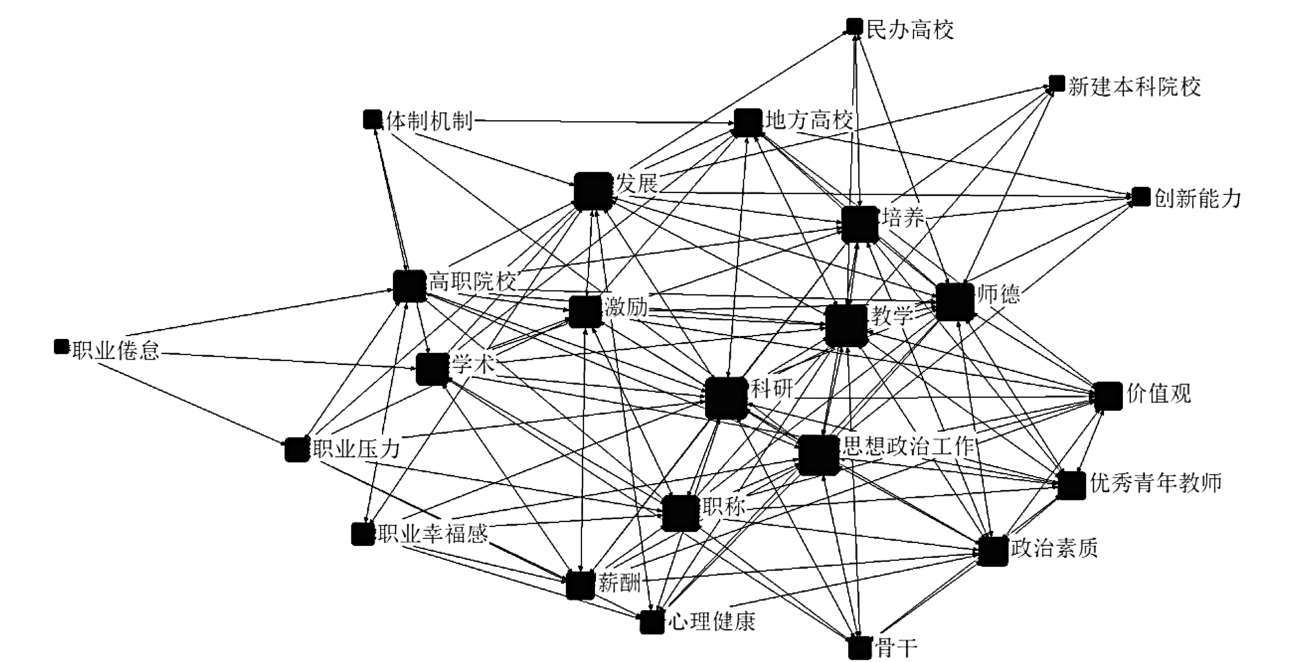 民办高校
新建本科院校
体制机制
地方高校
发展
创新能力
培养
高职院校
师德
激励
教学
职业倦怠
学术
科研
价值观
职业压力
思想政治工作
优秀青年教师
职称
职业幸福感
政治素质
薪酬
心理健康
骨干